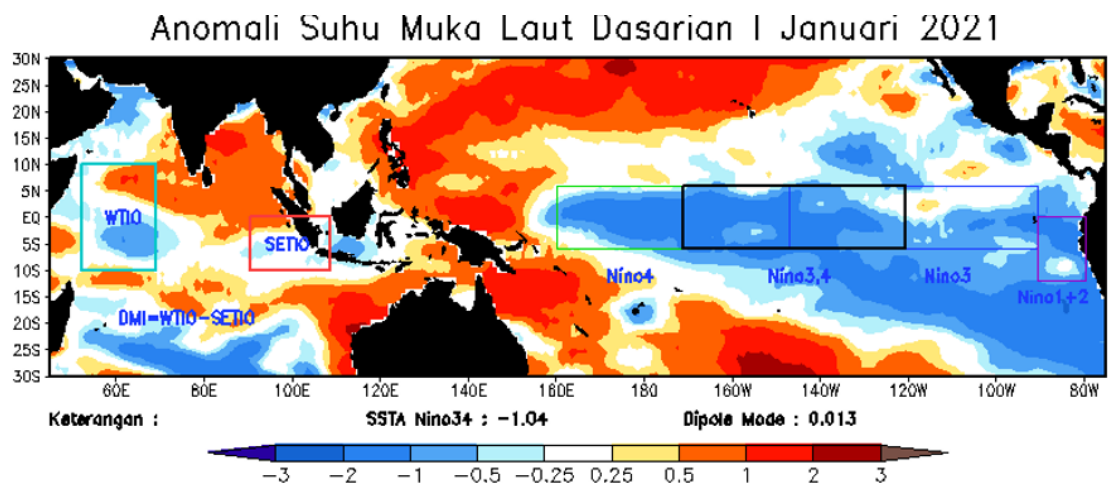 Anomali Suhu Muka Laut Dasarian I Januari 2021
30N
25N
20N
15N
10N
5N
EQ
5S
10S
15S
20S
25S
30S
WTIO
SETIO
Nino4
Nino3,4
Nino3
Nino1+2
DMI=WTIO-SETIO
60E 80E 100E 120E 140E 160E 180 160W 140W 120W 100W 80W
Keterangan : SSTA Nino34 : -1.04 Dipole Mode : 0.013
-3 -2 -1 -0.5 -0.25 0.25 0.5 1 2 3